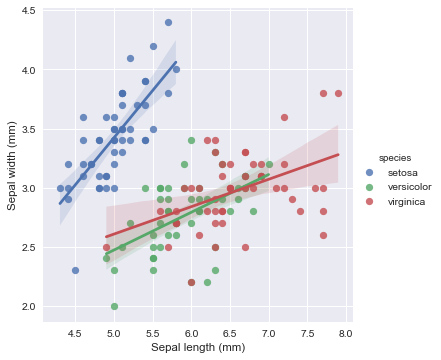 4.5
4.0
3.5
3.0
2.5
2.0
Sepal width (mm)
4.5 5.0 5.5 6.0 6.5 7.0 7.5 8.0
Sepal length (mm)
species
setosa
versicolor
virginica